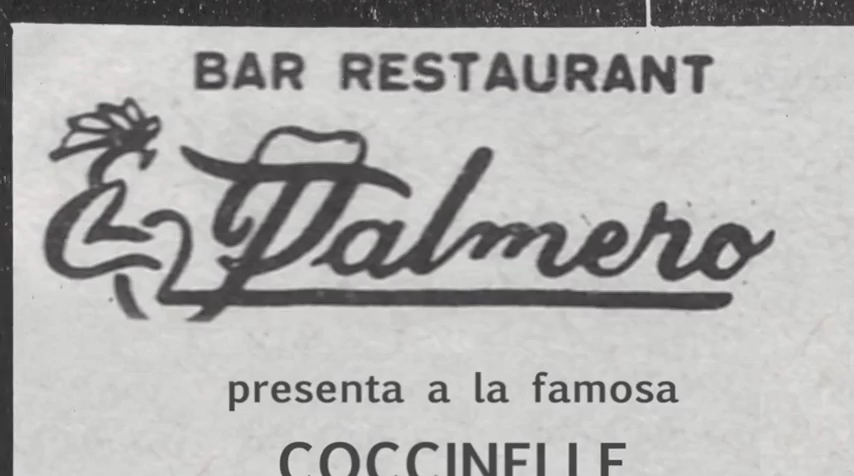 BAR RESTAURANT
El Palmero
presenta a la famosa
COCCINELLE